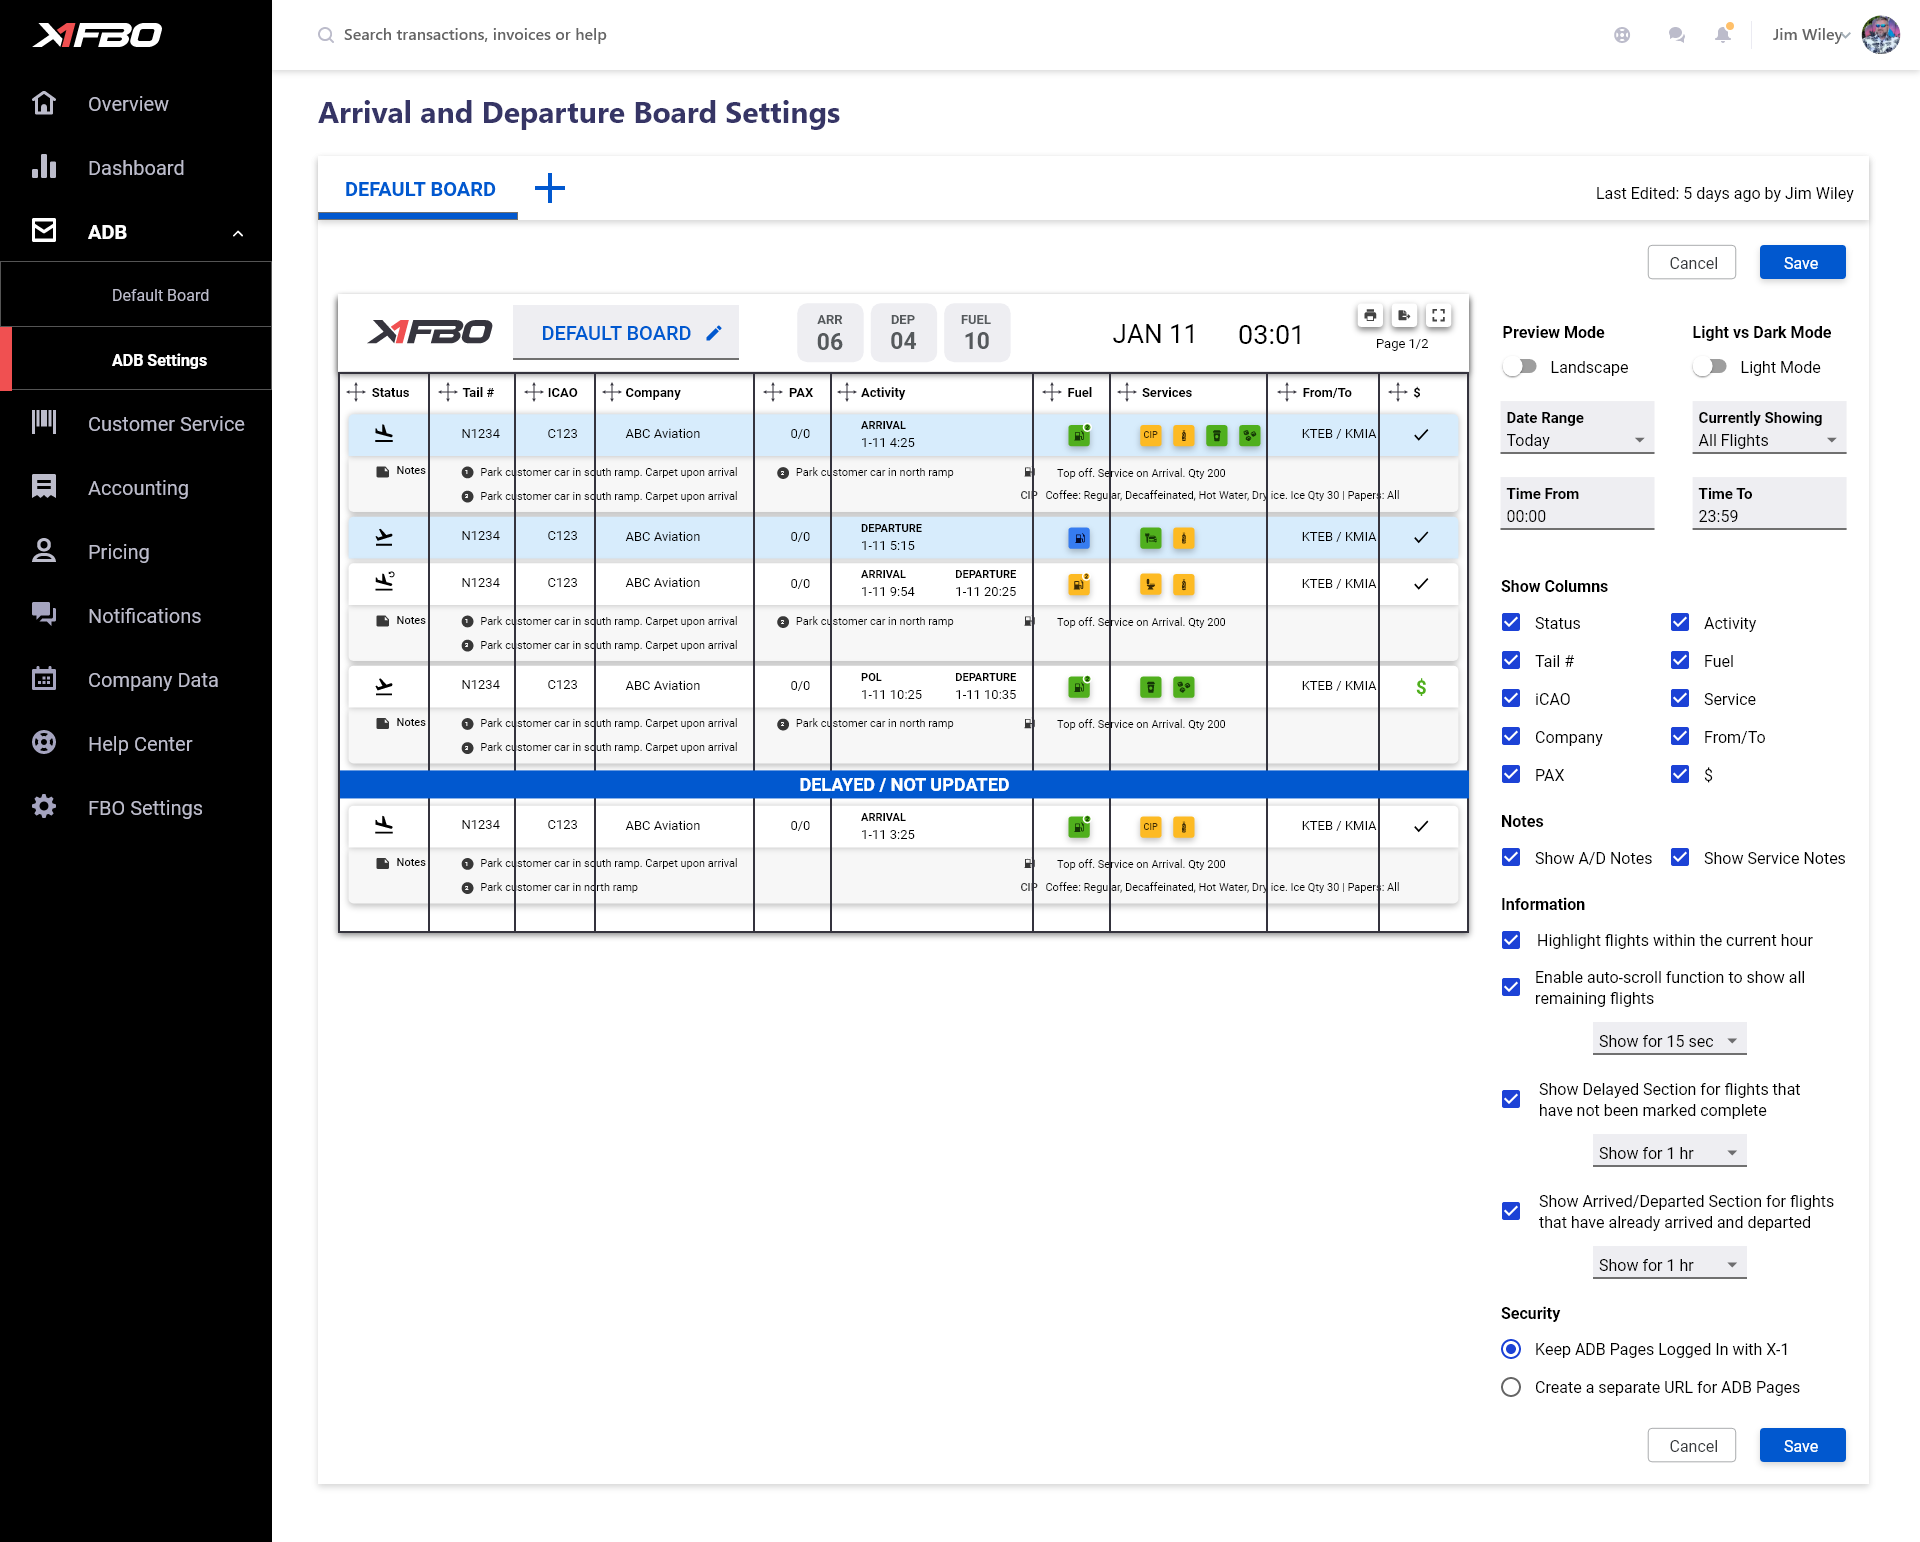 X1FBO
Search transactions, invoices or help
Jim Wiley
Overview
Dashboard
ADB
Default Board
ADB Settings
Customer Service
Accounting
Pricing
Notifications
Company Data
Help Center
FBO Settings
Arrival and Departure Board Settings
DEFAULT BOARD
Last Edited: 5 days ago by Jim Wiley
Cancel Save
X1FBO DEFAULT BOARD
ARR 06
DEP 04
FUEL 10
JAN 11 03:01
Page 1/2
Status Tail # ICAO Company PAX Activity Fuel Services From/To $
N1234 C123 ABC Aviation 0/0 ARRIVAL 1-11 4:25 CIP KTEB / KMIA
Notes 1 Park customer car in south ramp. Carpet upon arrival 2 Park customer car in north ramp Top off. Service on Arrival. Qty 200
3 Park customer car in south ramp. Carpet upon arrival CIP Coffee: Regular, Decaffeinated, Hot Water, Dry ice. Ice Qty 30 | Papers: All
N1234 C123 ABC Aviation 0/0 DEPARTURE 1-11 5:15 KTEB / KMIA
N1234 C123 ABC Aviation 0/0 ARRIVAL 1-11 9:54 DEPARTURE 1-11 20:25 KTEB / KMIA
Notes 1 Park customer car in south ramp. Carpet upon arrival 2 Park customer car in north ramp Top off. Service on Arrival. Qty 200
3 Park customer car in south ramp. Carpet upon arrival
N1234 C123 ABC Aviation 0/0 POL 1-11 10:25 DEPARTURE 1-11 10:35 KTEB / KMIA $
Notes 1 Park customer car in south ramp. Carpet upon arrival 2 Park customer car in north ramp Top off. Service on Arrival. Qty 200
3 Park customer car in south ramp. Carpet upon arrival
DELAYED / NOT UPDATED
N1234 C123 ABC Aviation 0/0 ARRIVAL 1-11 3:25 CIP KTEB / KMIA
Notes 1 Park customer car in south ramp. Carpet upon arrival Top off. Service on Arrival. Qty 200
2 Park customer car in north ramp CIP Coffee: Regular, Decaffeinated, Hot Water, Dry ice. Ice Qty 30 | Papers: All
Preview Mode Light vs Dark Mode
Landscape Light Mode
Date Range Currently Showing
Today All Flights
Time From Time To
00:00 23:59
Show Columns
Status Activity
Tail # Fuel
iCAO Service
Company From/To
PAX $
Notes
Show A/D Notes Show Service Notes
Information
Highlight flights within the current hour
Enable auto-scroll function to show all
remaining flights
Show for 15 sec
Show Delayed Section for flights that
have not been marked complete
Show for 1 hr
Show Arrived/Departed Section for flights
that have already arrived and departed
Show for 1 hr
Security
Keep ADB Pages Logged In with X-1
Create a separate URL for ADB Pages
Cancel Save